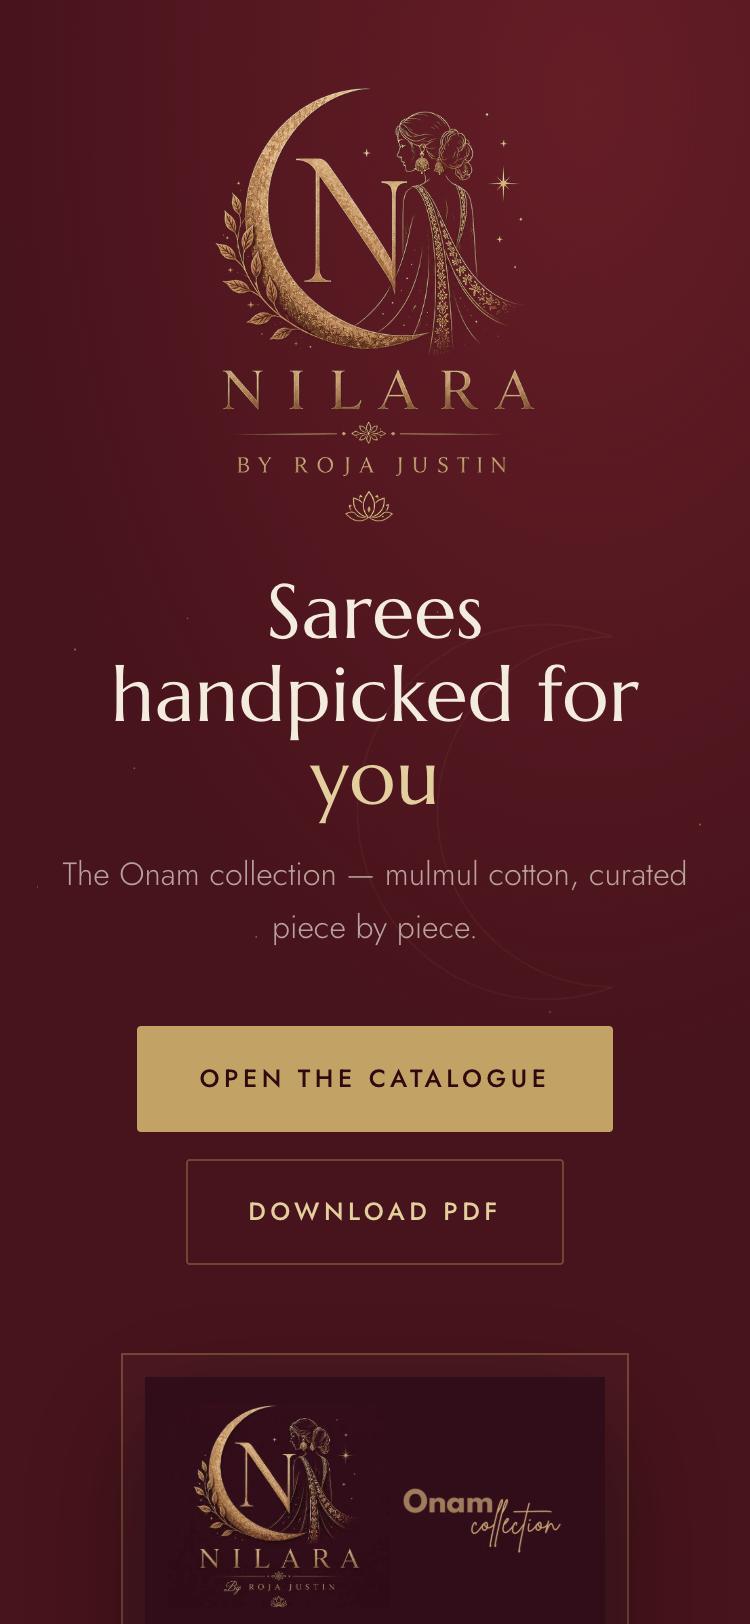 N
NILARA
BY ROJA JUSTIN
Sarees
handpicked for
you
The Onam collection — mulmul cotton, curated
piece by piece.
OPEN THE CATALOGUE
DOWNLOAD PDF
N
NILARA
By ROJA JUSTIN
Onam
collection